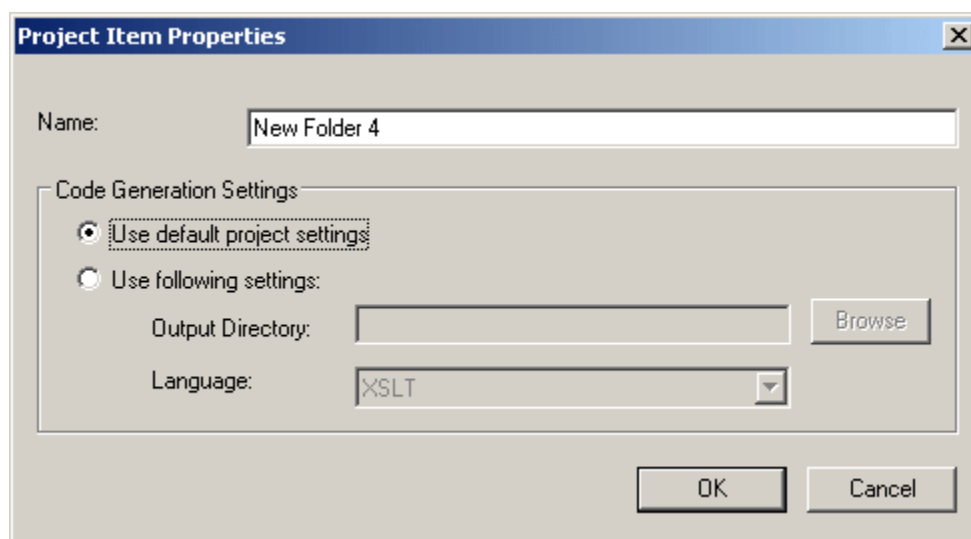 Project Item Properties
Name: New Folder 4
Code Generation Settings
Use default project settings
Use following settings:
Output Directory: Browse
Language: XSLT
OK Cancel